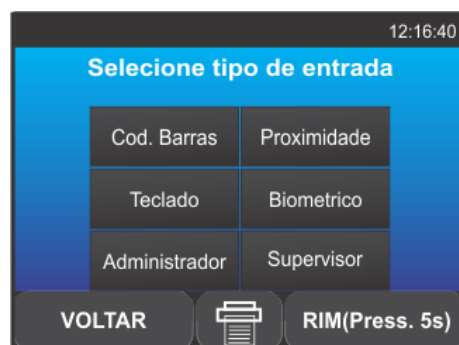 12:16:40
Selecione tipo de entrada
Cod. Barras
Proximidade
Teclado
Biometrico
Administrador
Supervisor
VOLTAR
RIM(Press. 5s)